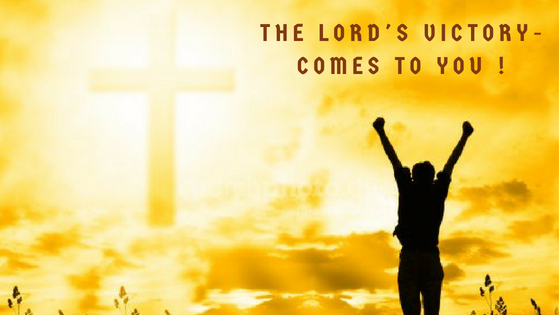 THE LORD'S VICTORY-
COMES TO YOU !